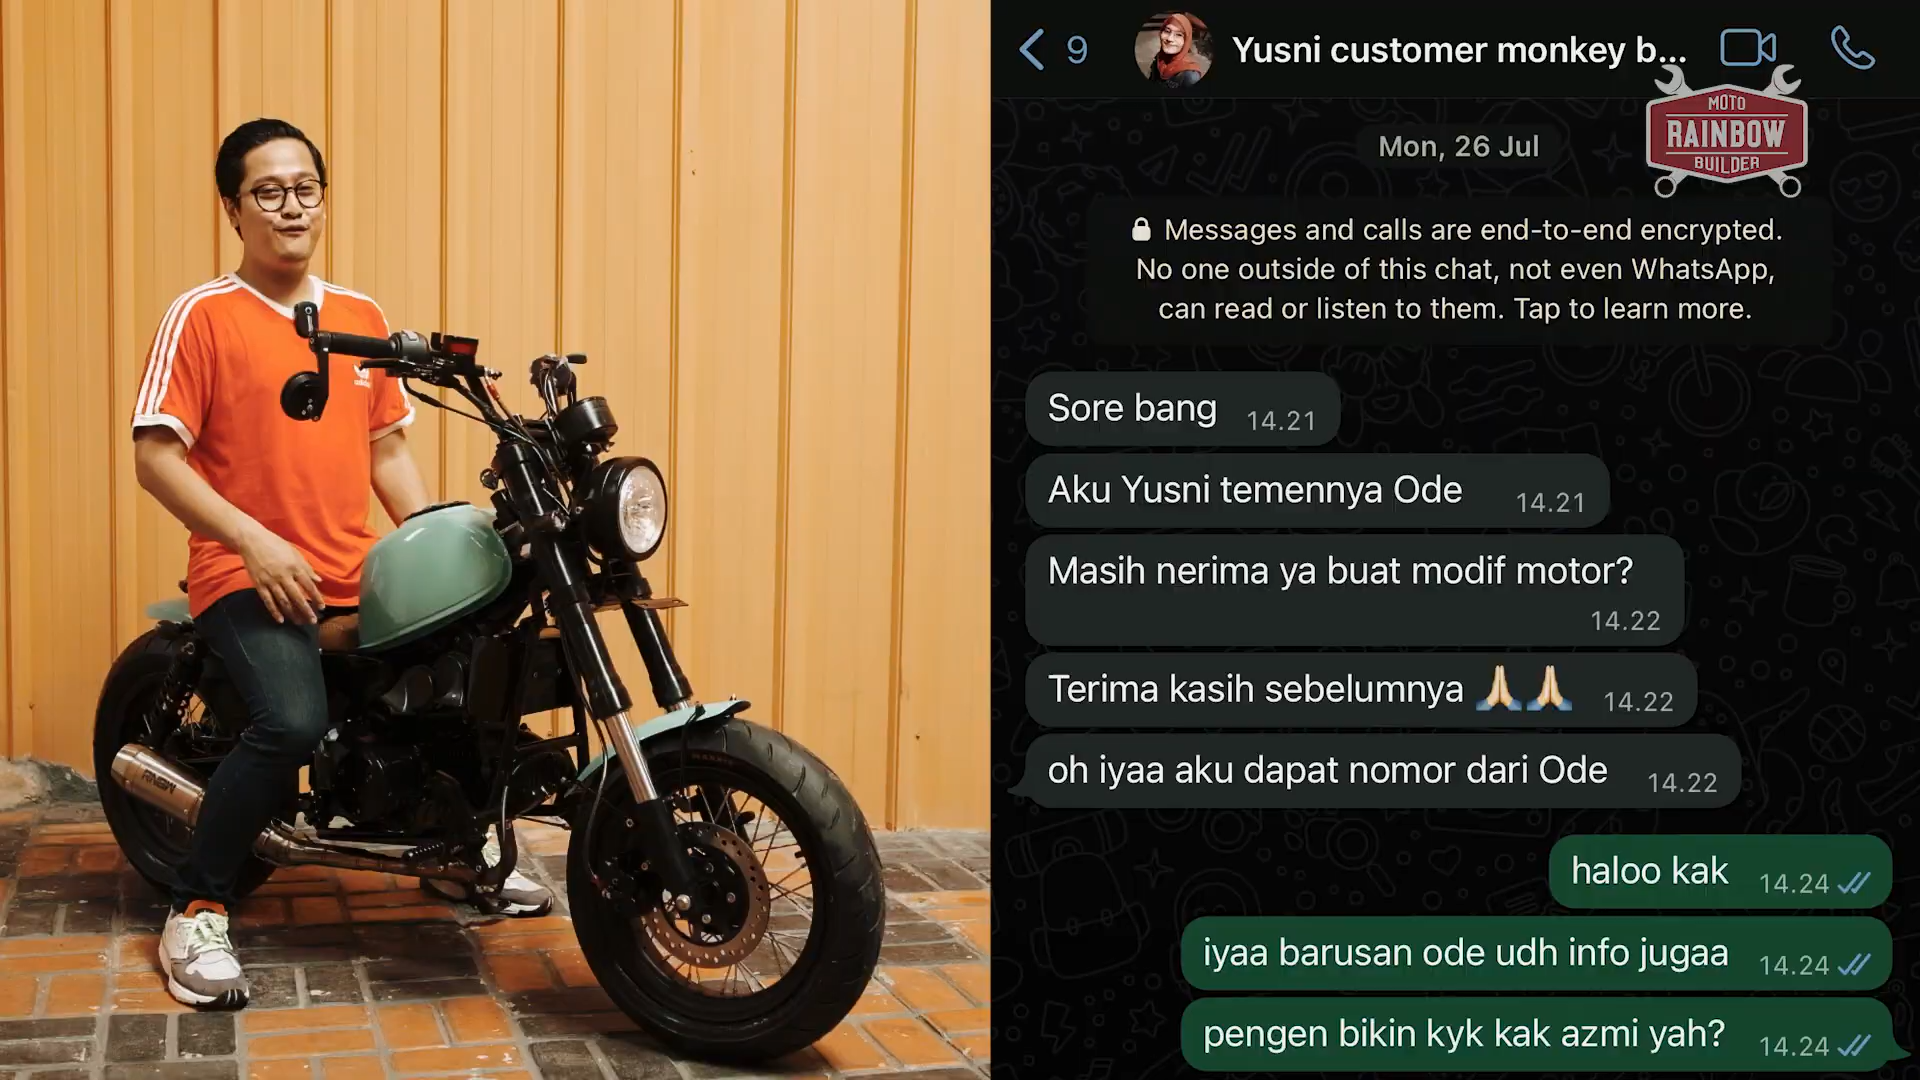 9
Yusni customer monkey b...
MOTO
RAINBOW
BUILDER
Mon, 26 Jul
Messages and calls are end-to-end encrypted.
No one outside of this chat, not even WhatsApp,
can read or listen to them. Tap to learn more.
Sore bang 14.21
Aku Yusni temennya Ode 14.21
Masih nerima ya buat modif motor?
14.22
Terima kasih sebelumnya 🙏🙏 14.22
oh iyaa aku dapat nomor dari Ode 14.22
haloo kak 14.24
iyaa barusan ode udh info jugaa 14.24
pengen bikin kyk kak azmi yah? 14.24